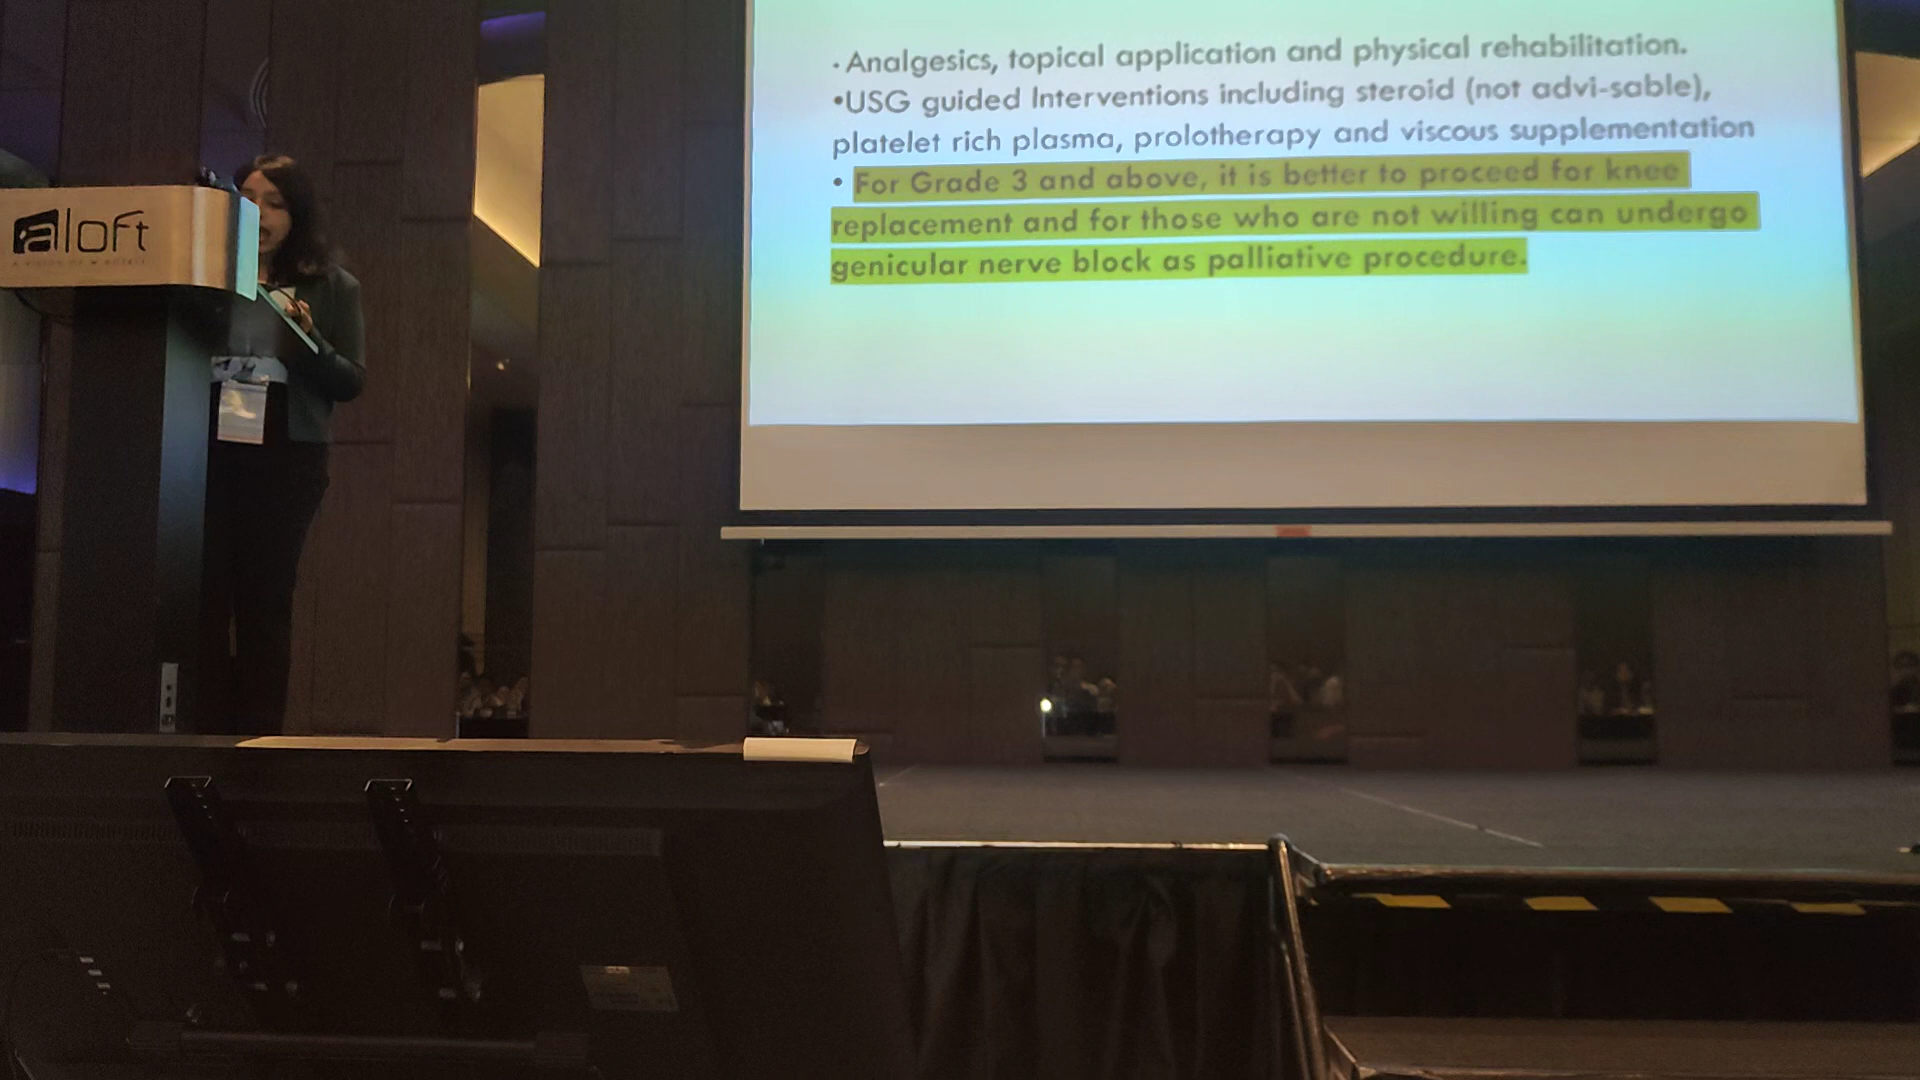 aloft
• Analgesics, topical application and physical rehabilitation.
•USG guided Interventions including steroid (not advi-sable),
platelet rich plasma, prolotherapy and viscous supplementation
• For Grade 3 and above, it is better to proceed for knee
replacement and for those who are not willing can undergo
genicular nerve block as palliative procedure.